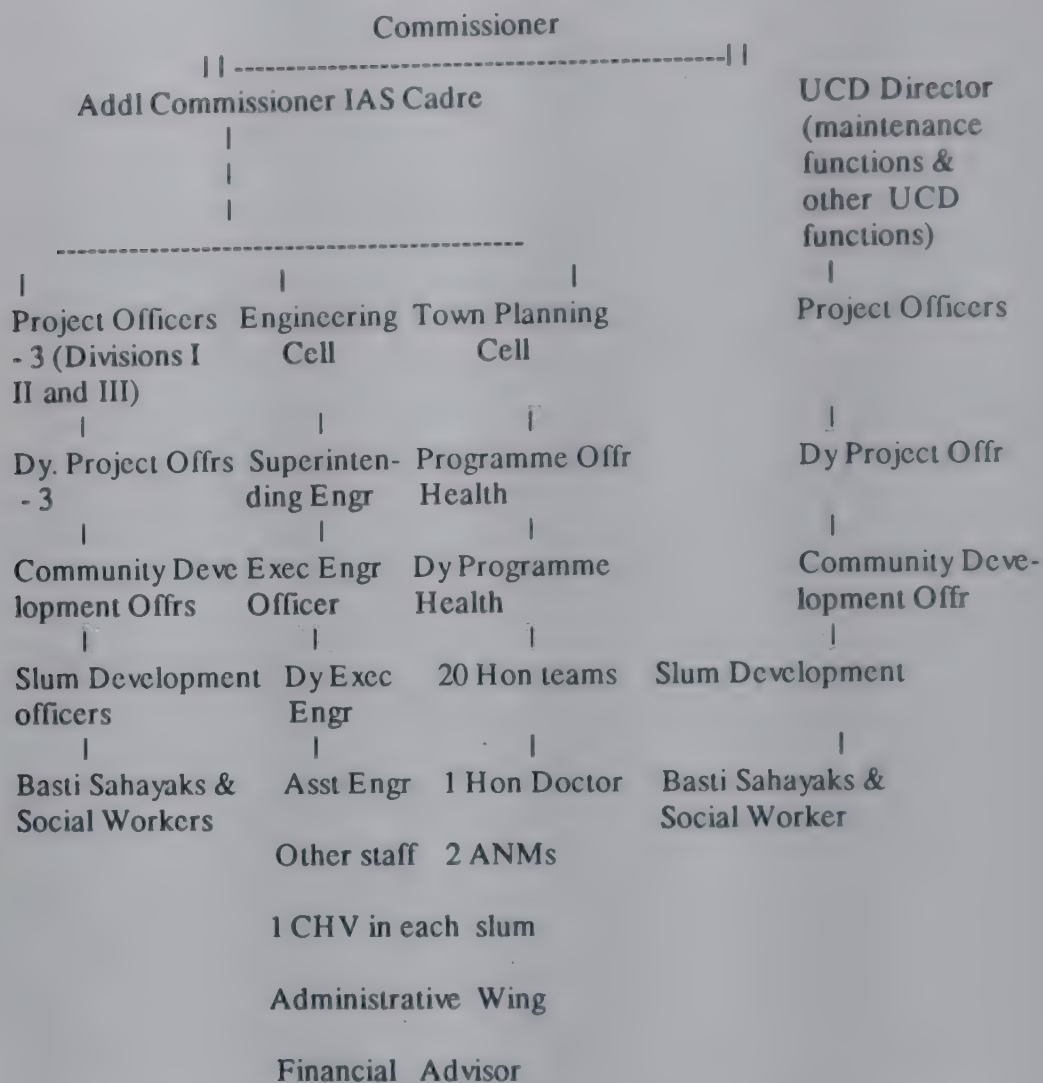 Commissioner
Addl Commissioner IAS Cadre
UCD Director
(maintenance
functions &
other UCD
functions)
Project Officers
- 3 (Divisions I
II and III)
Engineering
Cell
Town Planning
Cell
Project Officers
Dy. Project Offrs
- 3
Superinten-
ding Engr
Programme Offr
Health
Dy Project Offr
Community Deve
lopment Offrs
Exec Engr
Officer
Dy Programme
Health
Community Deve-
lopment Offr
Slum Development
officers
Dy Exec
Engr
20 Hon teams
Slum Development
Basti Sahayaks &
Social Workers
Asst Engr
1 Hon Doctor
Basti Sahayaks &
Social Worker
Other staff 2 ANMs
1 CHV in each slum
Administrative Wing
Financial Advisor